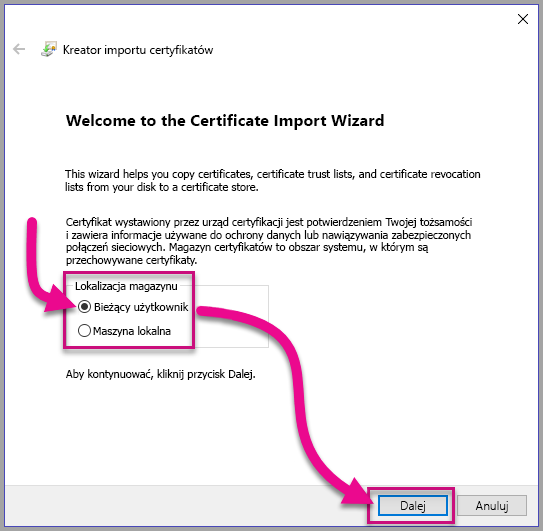 Kreator importu certyfikatów
Welcome to the Certificate Import Wizard
This wizard helps you copy certificates, certificate trust lists, and certificate revocation
lists from your disk to a certificate store.
Certyfikat wystawiony przez urząd certyfikacji jest potwierdzeniem Twojej tożsamości
i zawiera informacje używane do ochrony danych lub nawiązywania zabezpieczonych
połączeń sieciowych. Magazyn certyfikatów to obszar systemu, w którym są
przechowywane certyfikaty.
Lokalizacja magazynu
Bieżący użytkownik
Maszyna lokalna
Aby kontynuować, kliknij przycisk Dalej.
Dalej
Anuluj